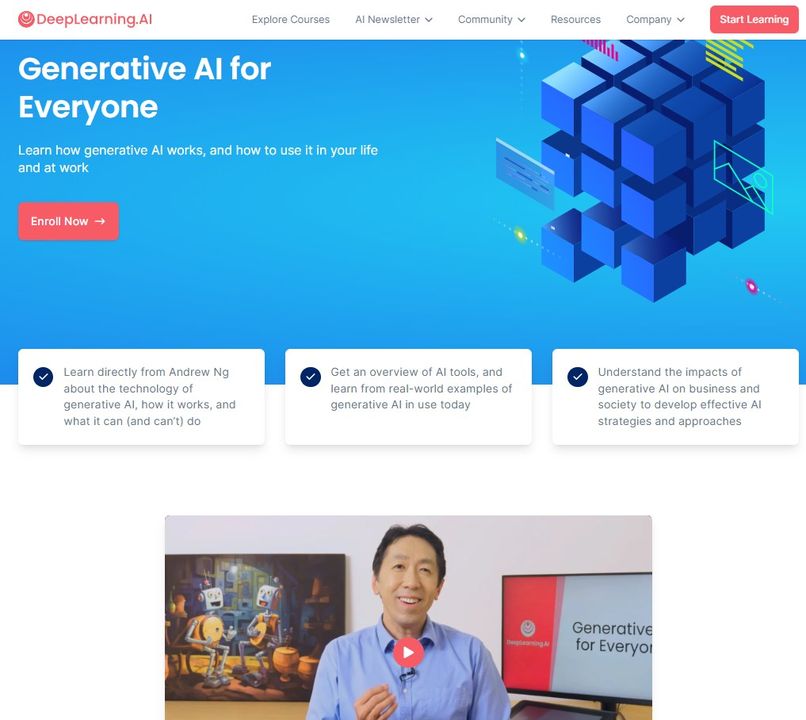 DeepLearning.AI
Explore Courses
AI Newsletter
Community
Resources
Company
Start Learning
Generative AI for
Everyone
Learn how generative AI works, and how to use it in your life
and at work
Enroll Now →
Learn directly from Andrew Ng
about the technology of
generative AI, how it works, and
what it can (and can't) do
Get an overview of AI tools, and
learn from real-world examples of
generative AI in use today
Understand the impacts of
generative AI on business and
society to develop effective AI
strategies and approaches
DeepLearning.AI
Generative
for Everyon